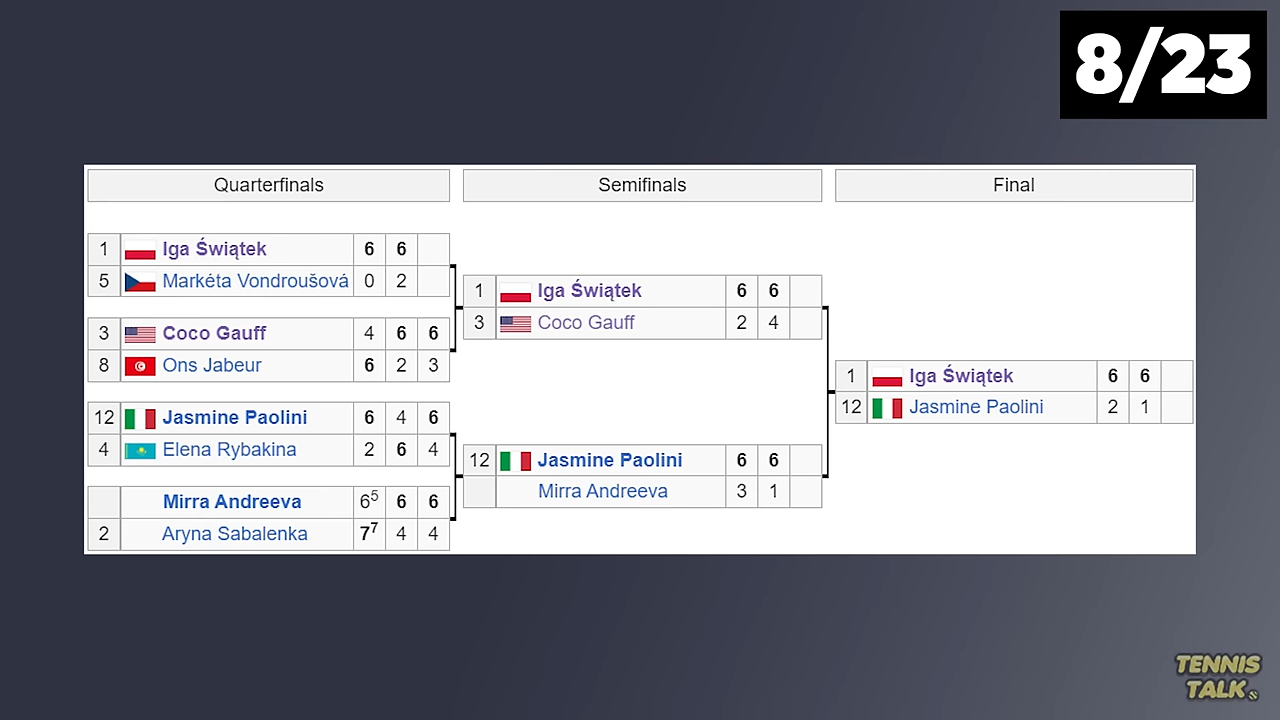 8/23
Quarterfinals Semifinals Final
1 Iga Świątek 6 6
5 Markéta Vondroušová 0 2
3 Coco Gauff 4 6 6
8 Ons Jabeur 6 2 3
12 Jasmine Paolini 6 4 6
4 Elena Rybakina 2 6 4
Mirra Andreeva 6⁵ 6 6
2 Aryna Sabalenka 7⁷ 4 4
1 Iga Świątek 6 6
3 Coco Gauff 2 4
12 Jasmine Paolini 6 6
Mirra Andreeva 3 1
1 Iga Świątek 6 6
12 Jasmine Paolini 2 1
TENNIS
TALK